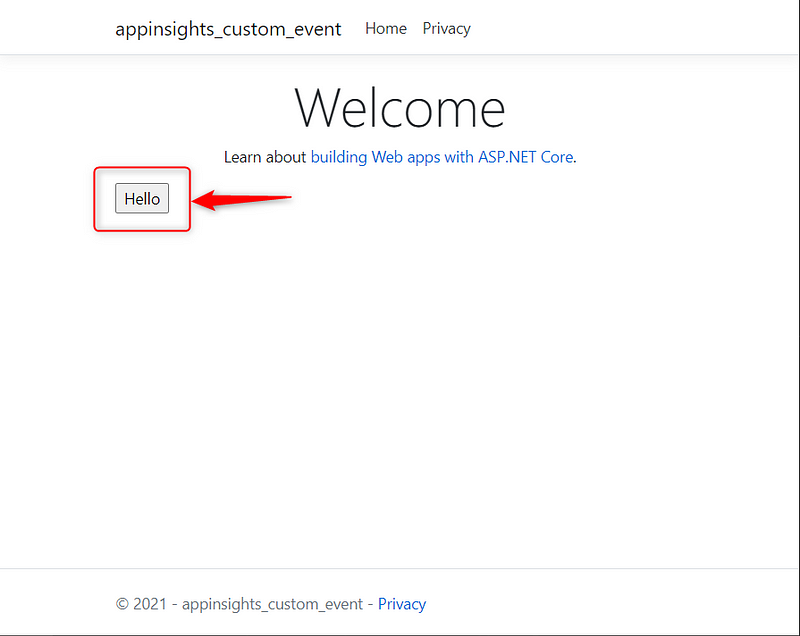 appinsights_custom_event Home Privacy
Welcome
Learn about building Web apps with ASP.NET Core.
Hello
© 2021 - appinsights_custom_event - Privacy